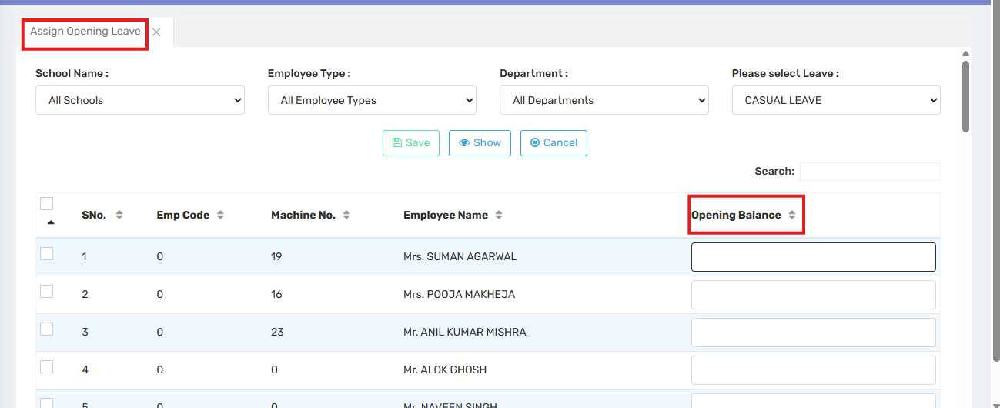 Assign Opening Leave
School Name : Employee Type : Department : Please select Leave :
All Schools All Employee Types All Departments CASUAL LEAVE
Save Show Cancel
Search:
SNo. Emp Code Machine No. Employee Name Opening Balance
1 0 19 Mrs. SUMAN AGARWAL
2 0 16 Mrs. POOJA MAKHEJA
3 0 23 Mr. ANIL KUMAR MISHRA
4 0 0 Mr. ALOK GHOSH
5 0 0 Mr. NAVEEN SINGH